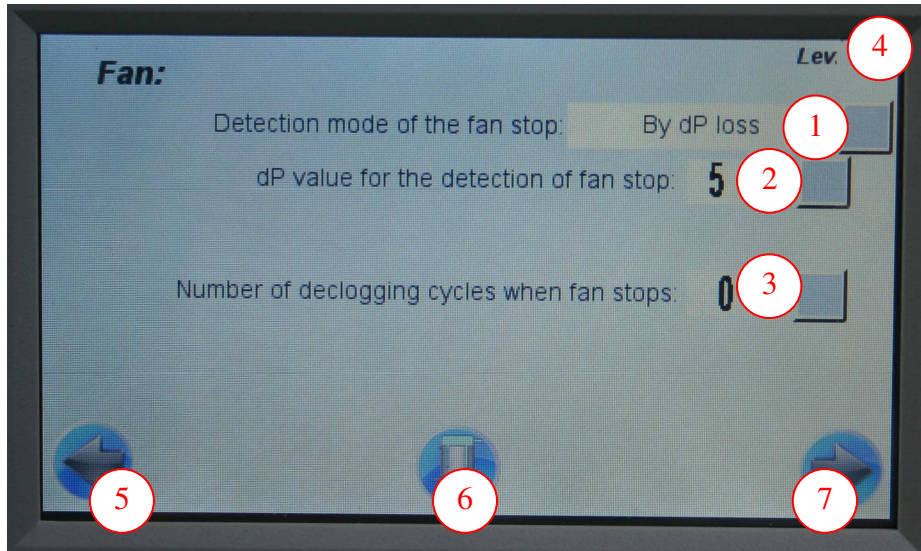 Lev. 4
Fan:
Detection mode of the fan stop: By dP loss 1
dP value for the detection of fan stop: 5 2
Number of declogging cycles when fan stops: 0 3
5 6 7